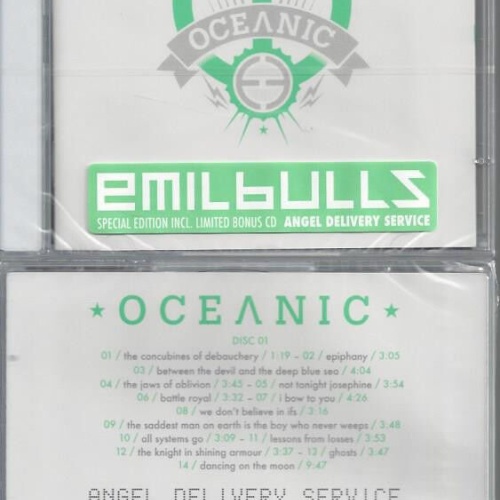 OCEΛNIC
emilbulls
SPECIAL EDITION INCL. LIMITED BONUS CD ANGEL DELIVERY SERVICE
★ OCEΛNIC ★
DISC 01
01 / the concubines of debauchery / 1:19 – 02 / epiphany / 3:05
03 / between the devil and the deep blue sea / 4:04
04 / the jaws of oblivion / 3:45 – 05 / not tonight josephine / 3:54
06 / battle royal / 3:32 – 07 / i bow to you / 4:26
08 / we don't believe in ifs / 3:16
09 / the saddest man on earth is the boy who never weeps / 3:48
10 / all systems go / 3:09 – 11 / lessons from losses / 3:53
12 / the knight in shining armour / 3:37 – 13 / ghosts / 3:47
14 / dancing on the moon / 9:47
ANGEL DELIVERY SERVICE